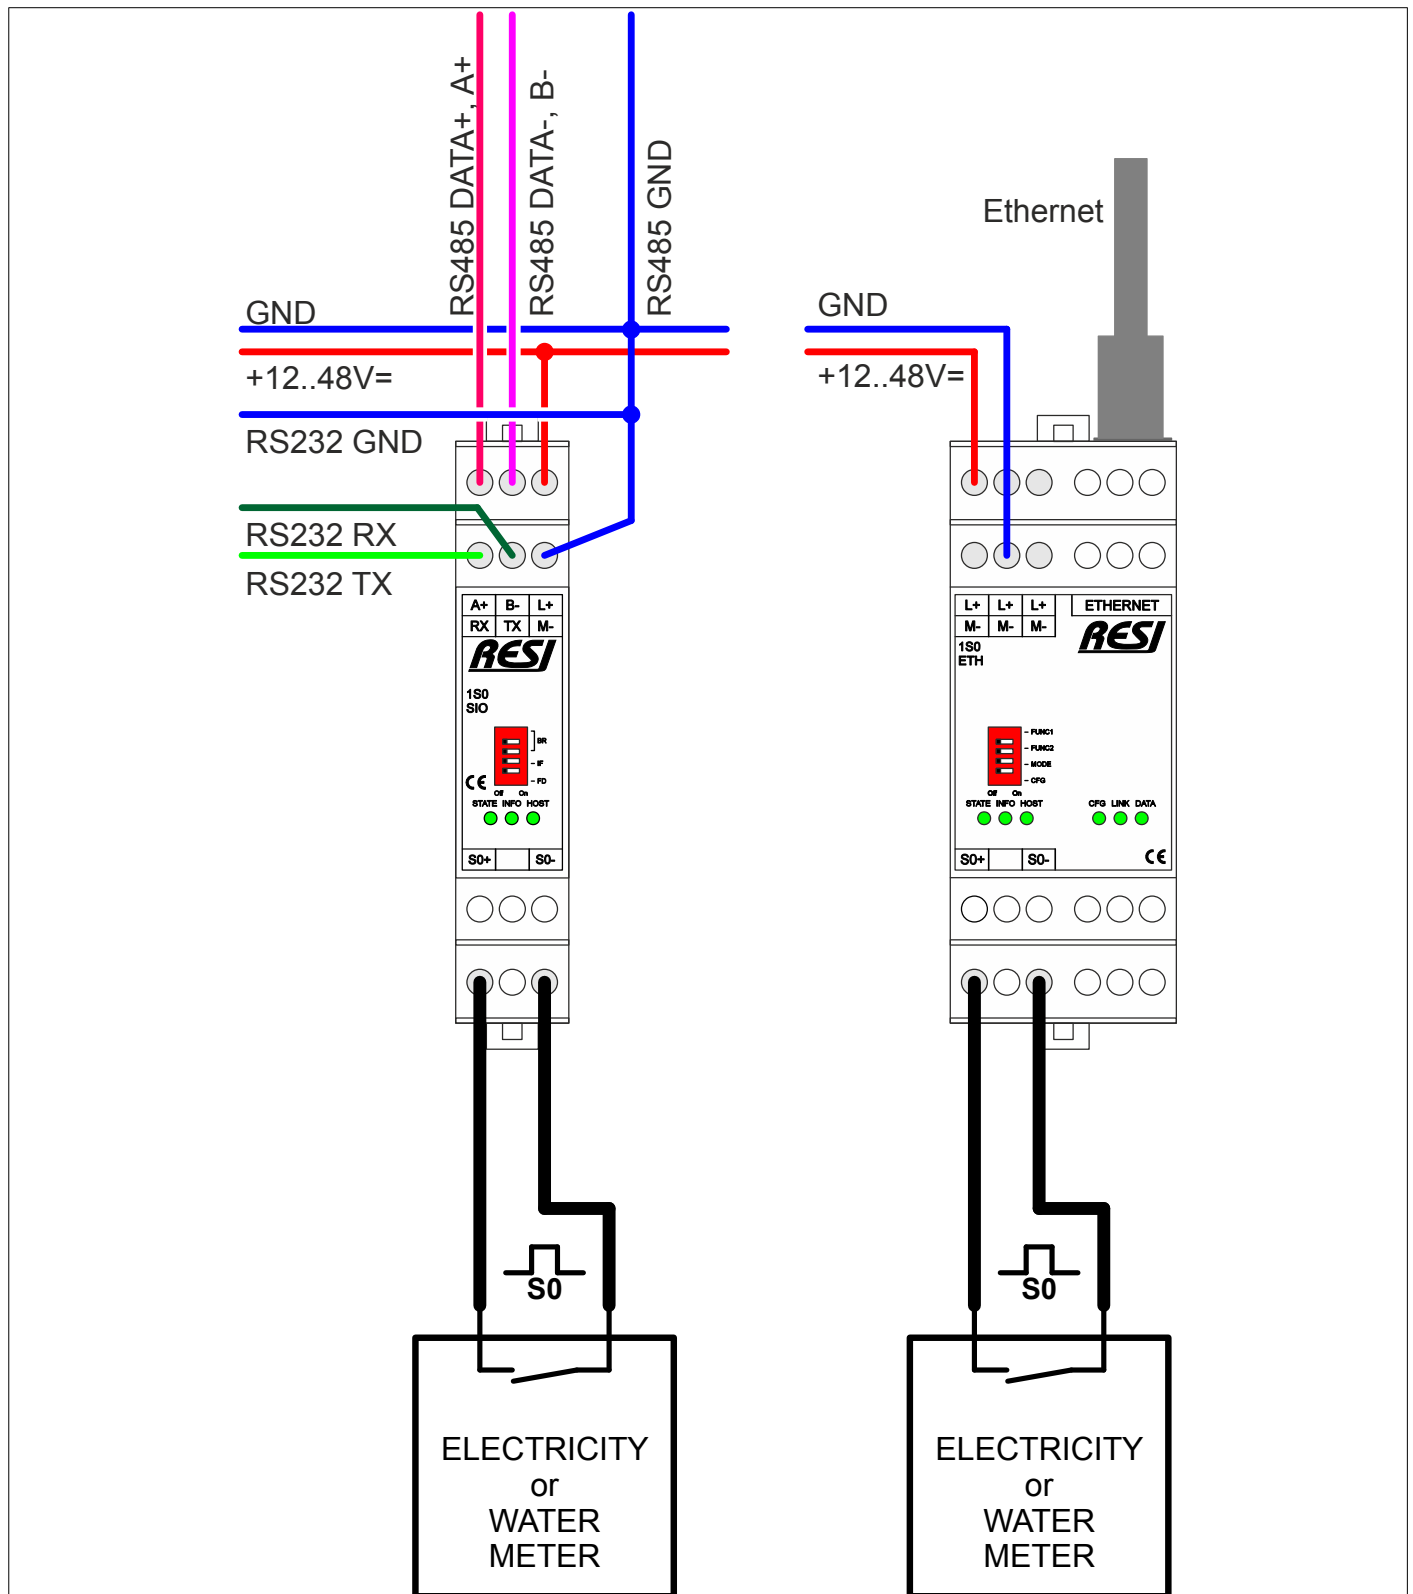 RS485 DATA+, A+
RS485 DATA-, B-
RS485 GND
GND
+12..48V=
RS232 GND
RS232 RX
RS232 TX
A+ B- L+
RX TX M-
RESI
1S0
SIO
BR
IF
FD
CE
Off On
STATE INFO HOST
S0+ S0-
S0
ELECTRICITY
or
WATER
METER
Ethernet
GND
+12..48V=
L+ L+ L+ ETHERNET
M- M- M-
RESI
1S0
ETH
FUNC1
FUNC2
MODE
CFG
Off On
STATE INFO HOST
CFG LINK DATA
S0+ S0-
CE
S0
ELECTRICITY
or
WATER
METER